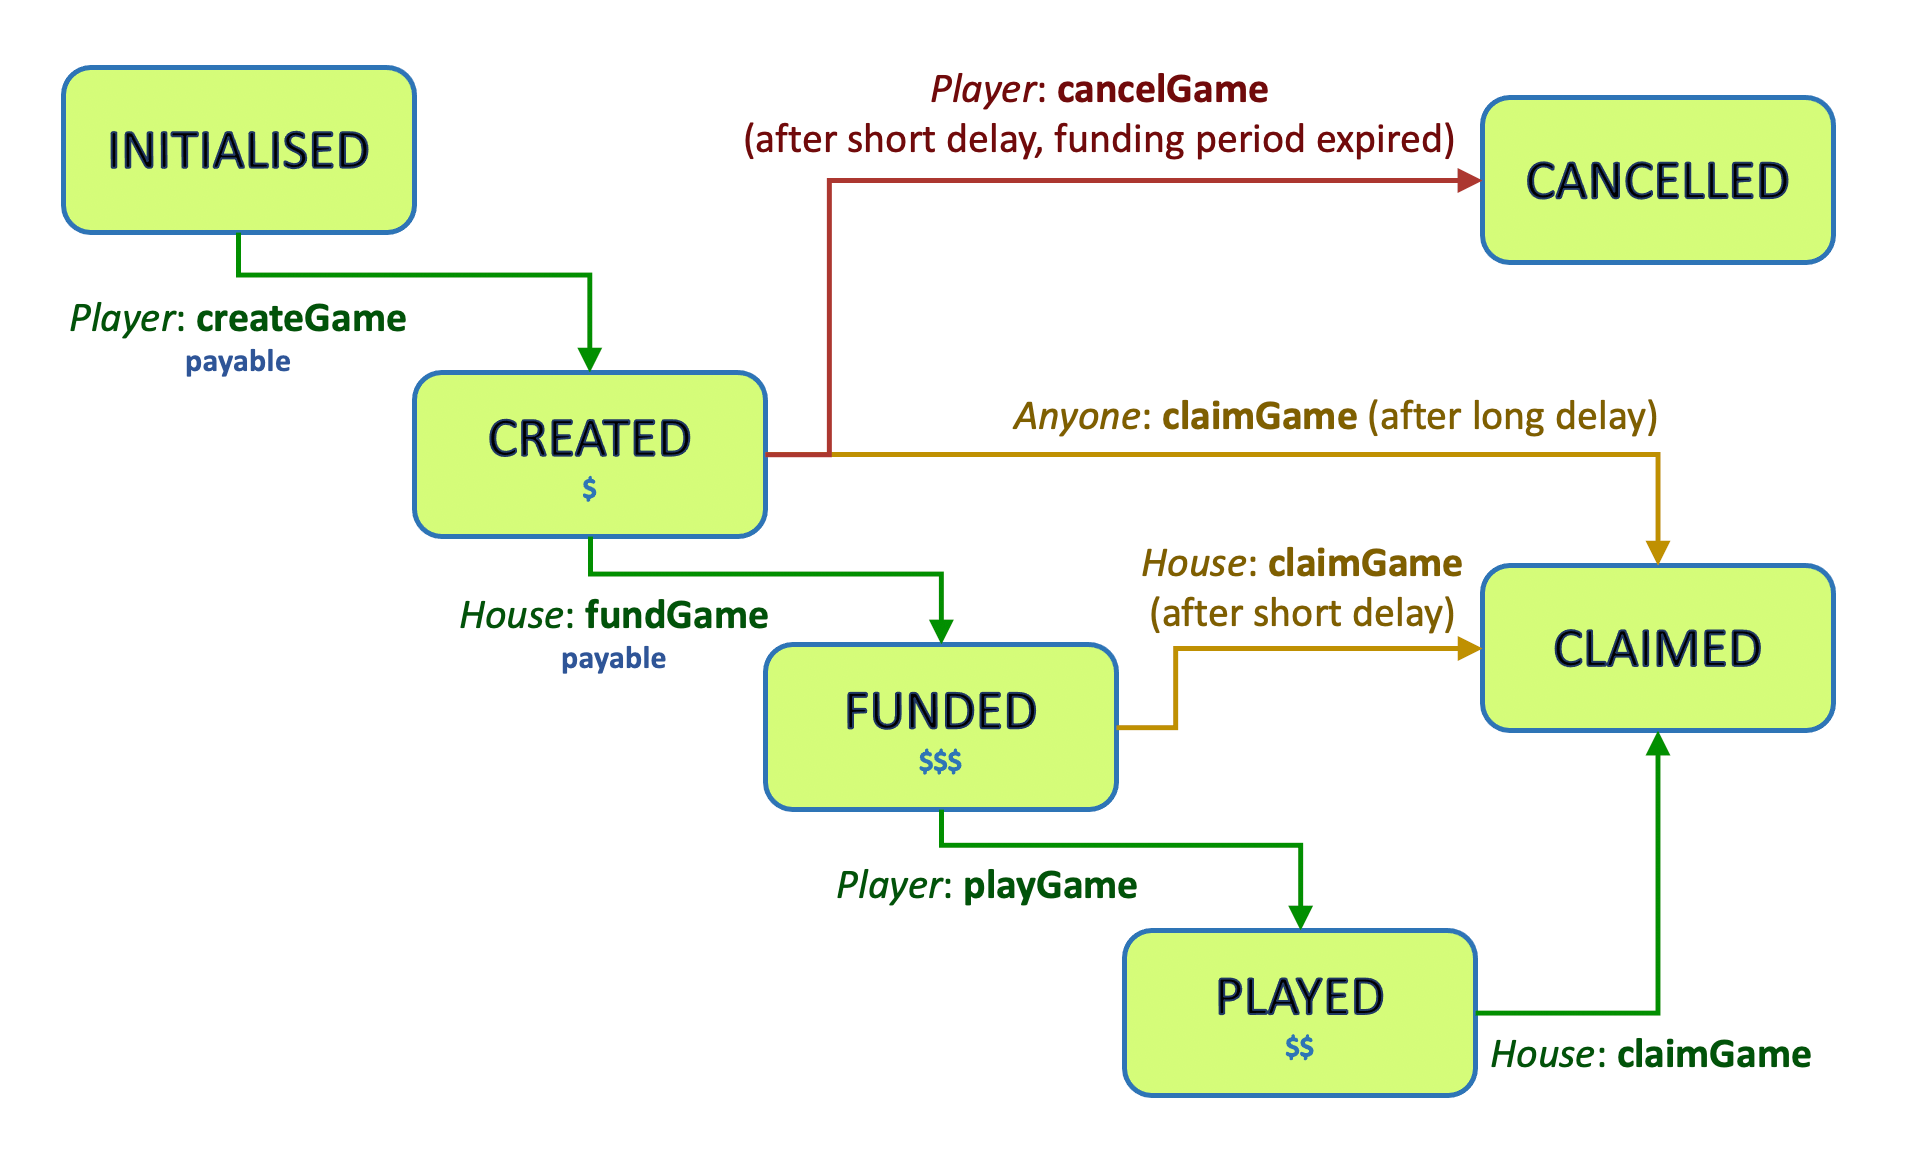 INITIALISED
Player: cancelGame
(after short delay, funding period expired)
CANCELLED
Player: createGame
payable
CREATED
$
Anyone: claimGame (after long delay)
House: fundGame
payable
House: claimGame
(after short delay)
CLAIMED
FUNDED
$$$
Player: playGame
PLAYED
$$
House: claimGame